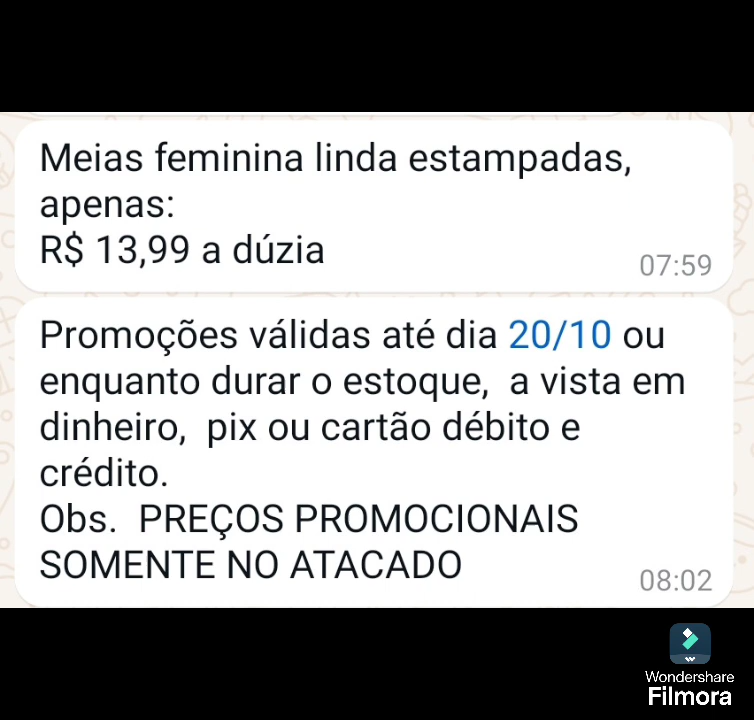 Meias feminina linda estampadas,
apenas:
R$ 13,99 a dúzia
07:59
Promoções válidas até dia 20/10 ou
enquanto durar o estoque,  a vista em
dinheiro,  pix ou cartão débito e
crédito.
Obs.  PREÇOS PROMOCIONAIS
SOMENTE NO ATACADO
08:02
Wondershare
Filmora